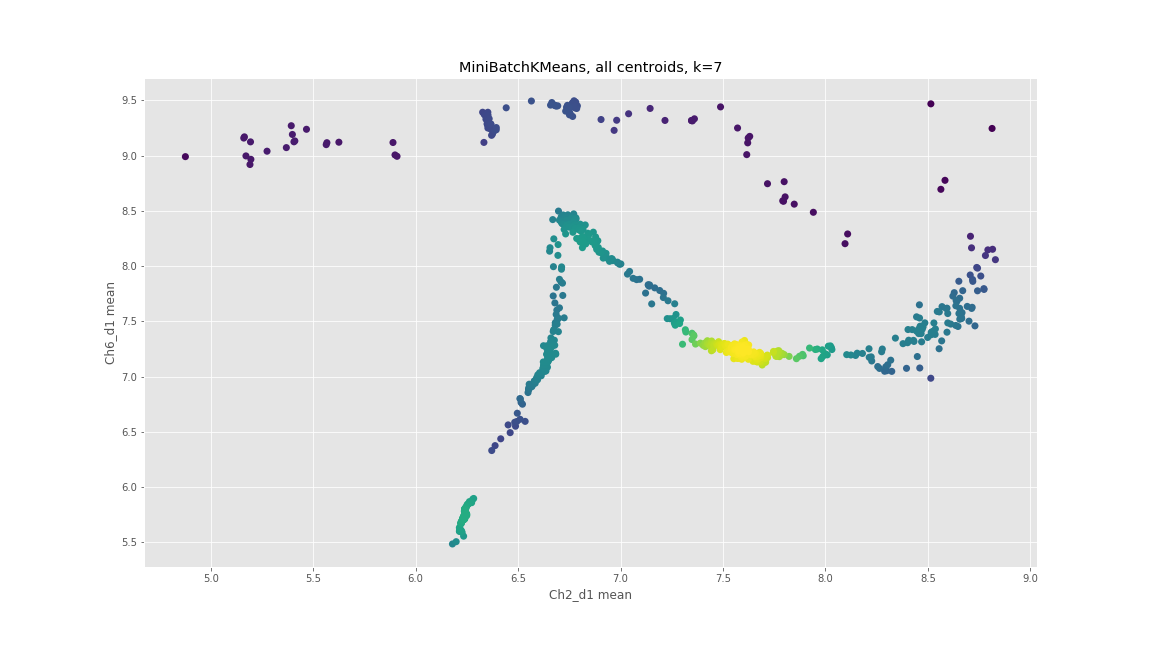 MiniBatchKMeans, all centroids, k=7
9.5
9.0
8.5
8.0
7.5
7.0
6.5
6.0
5.5
Ch6_d1 mean
5.0 5.5 6.0 6.5 7.0 7.5 8.0 8.5 9.0
Ch2_d1 mean